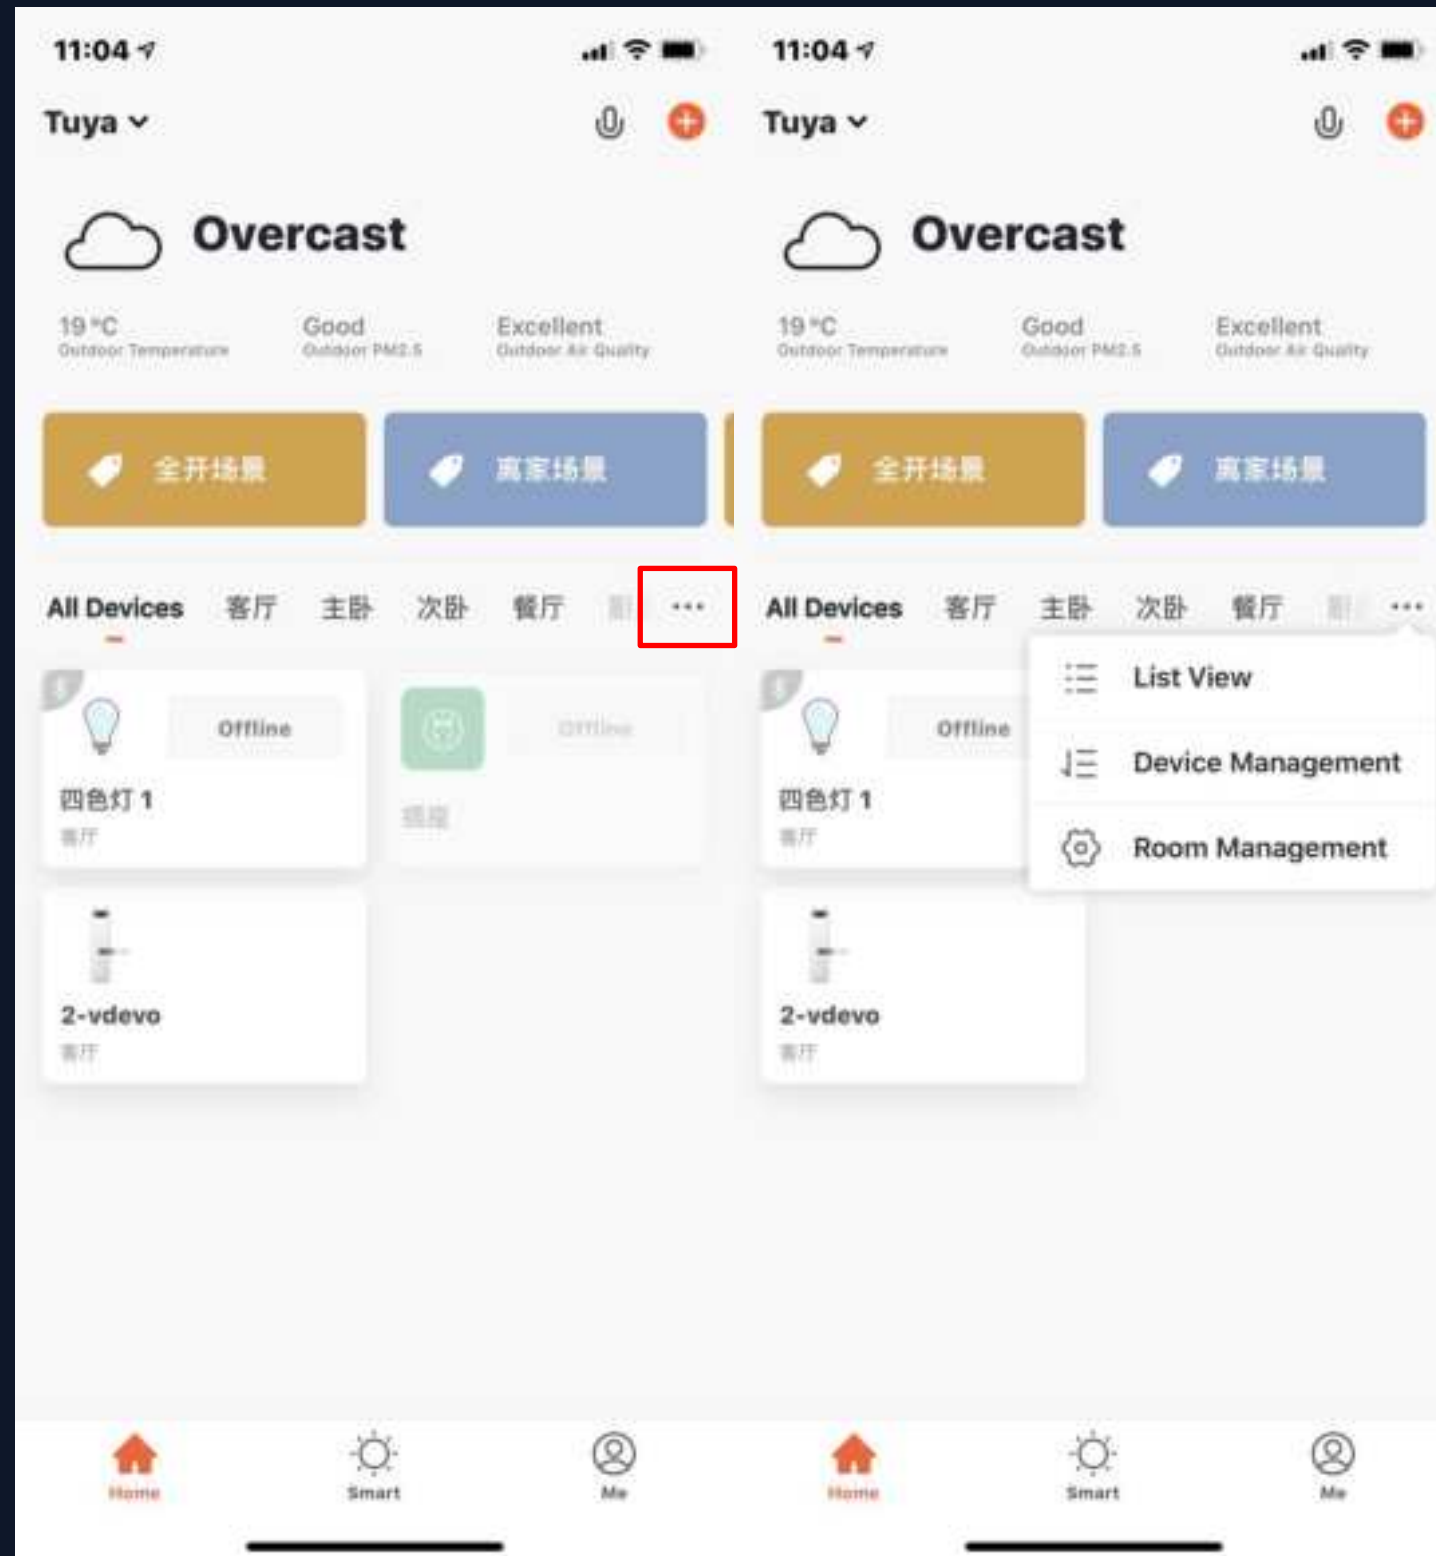 11:04
Tuya
Overcast
19 °C
Good
Excellent
Outdoor Temperature
Outdoor PM2.5
Outdoor Air Quality
全开场景
离家场景
All Devices 客厅 主卧 次卧 餐厅 ...
Offline
Offline
四色灯 1
客厅
插座
2-vdevo
客厅
Home
Smart
Me
11:04
Tuya
Overcast
19 °C
Good
Excellent
Outdoor Temperature
Outdoor PM2.5
Outdoor Air Quality
全开场景
离家场景
All Devices 客厅 主卧 次卧 餐厅 ...
List View
Device Management
Room Management
Offline
四色灯 1
客厅
2-vdevo
客厅
Home
Smart
Me